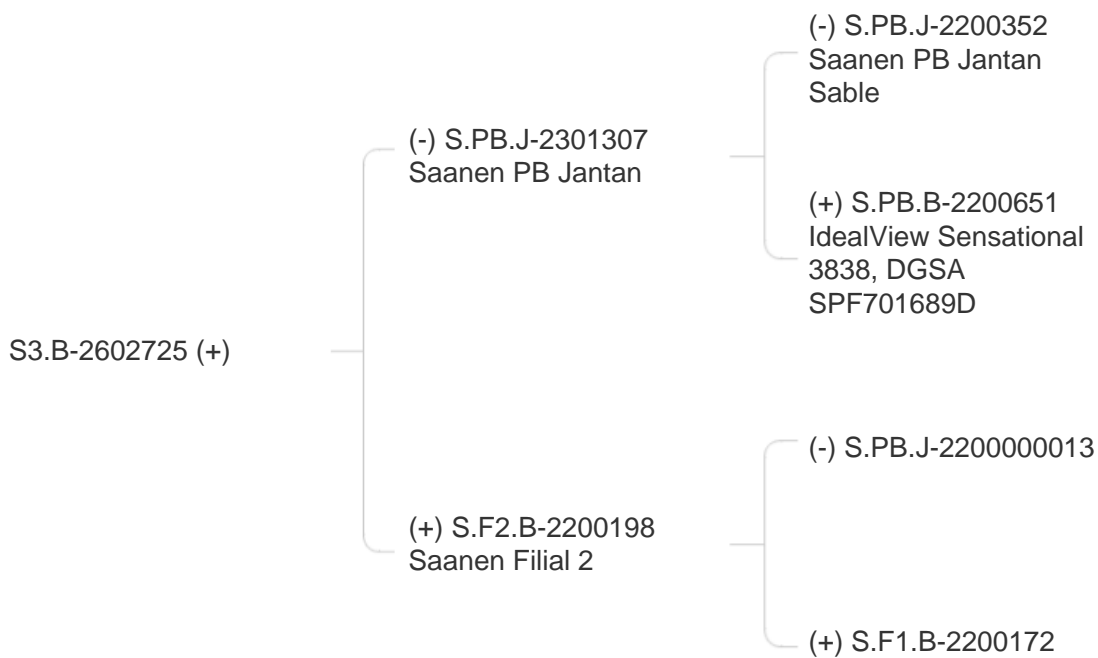 (-) S.PB.J-2200352
Saanen PB Jantan
Sable
(-) S.PB.J-2301307
Saanen PB Jantan
(+) S.PB.B-2200651
IdealView Sensational
3838, DGSA
SPF701689D
S3.B-2602725 (+)
(-) S.PB.J-2200000013
(+) S.F2.B-2200198
Saanen Filial 2
(+) S.F1.B-2200172